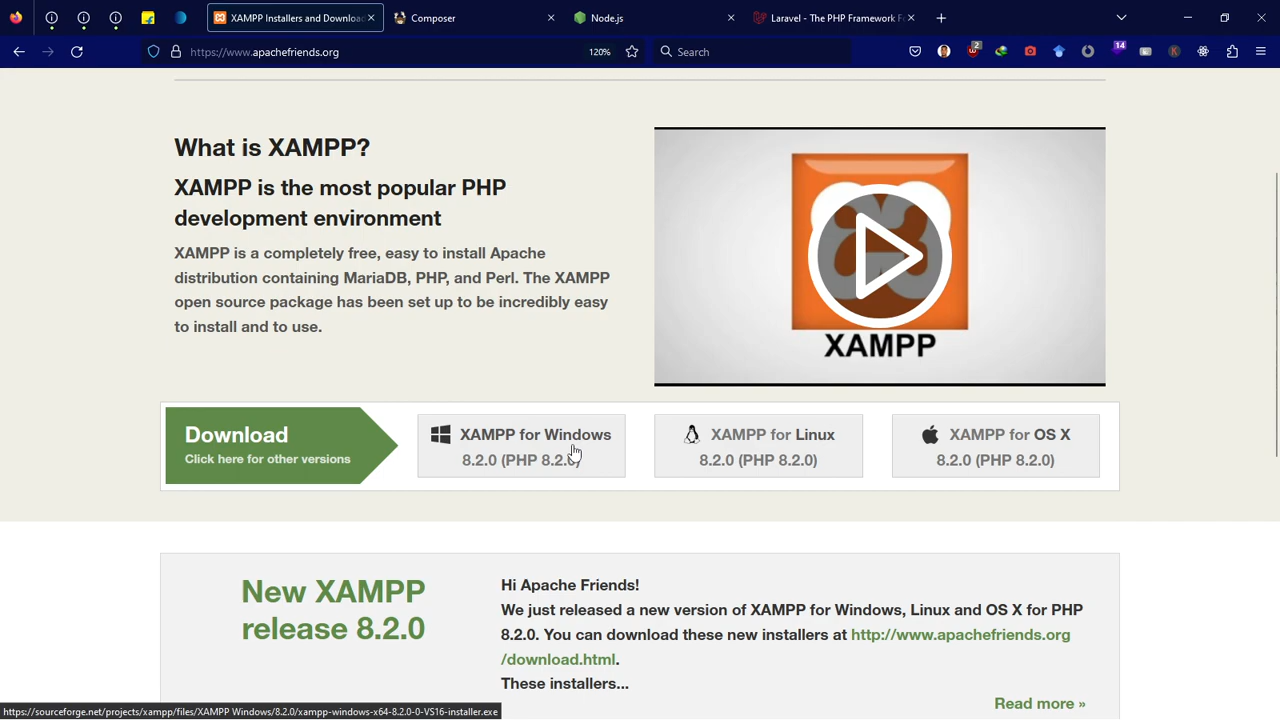 XAMPP Installers and Download
Composer
Node.js
Laravel - The PHP Framework F
https://www.apachefriends.org
120%
Search
2
14
What is XAMPP?
XAMPP is the most popular PHP
development environment
XAMPP is a completely free, easy to install Apache
distribution containing MariaDB, PHP, and Perl. The XAMPP
open source package has been set up to be incredibly easy
to install and to use.
XAMPP
Download
Click here for other versions
XAMPP for Windows
8.2.0 (PHP 8.2.0)
XAMPP for Linux
8.2.0 (PHP 8.2.0)
XAMPP for OS X
8.2.0 (PHP 8.2.0)
New XAMPP
release 8.2.0
Hi Apache Friends!
We just released a new version of XAMPP for Windows, Linux and OS X for PHP
8.2.0. You can download these new installers at http://www.apachefriends.org
/download.html.
These installers...
Read more »
https://sourceforge.net/projects/xampp/files/XAMPP Windows/8.2.0/xampp-windows-x64-8.2.0-0-VS16-installer.exe